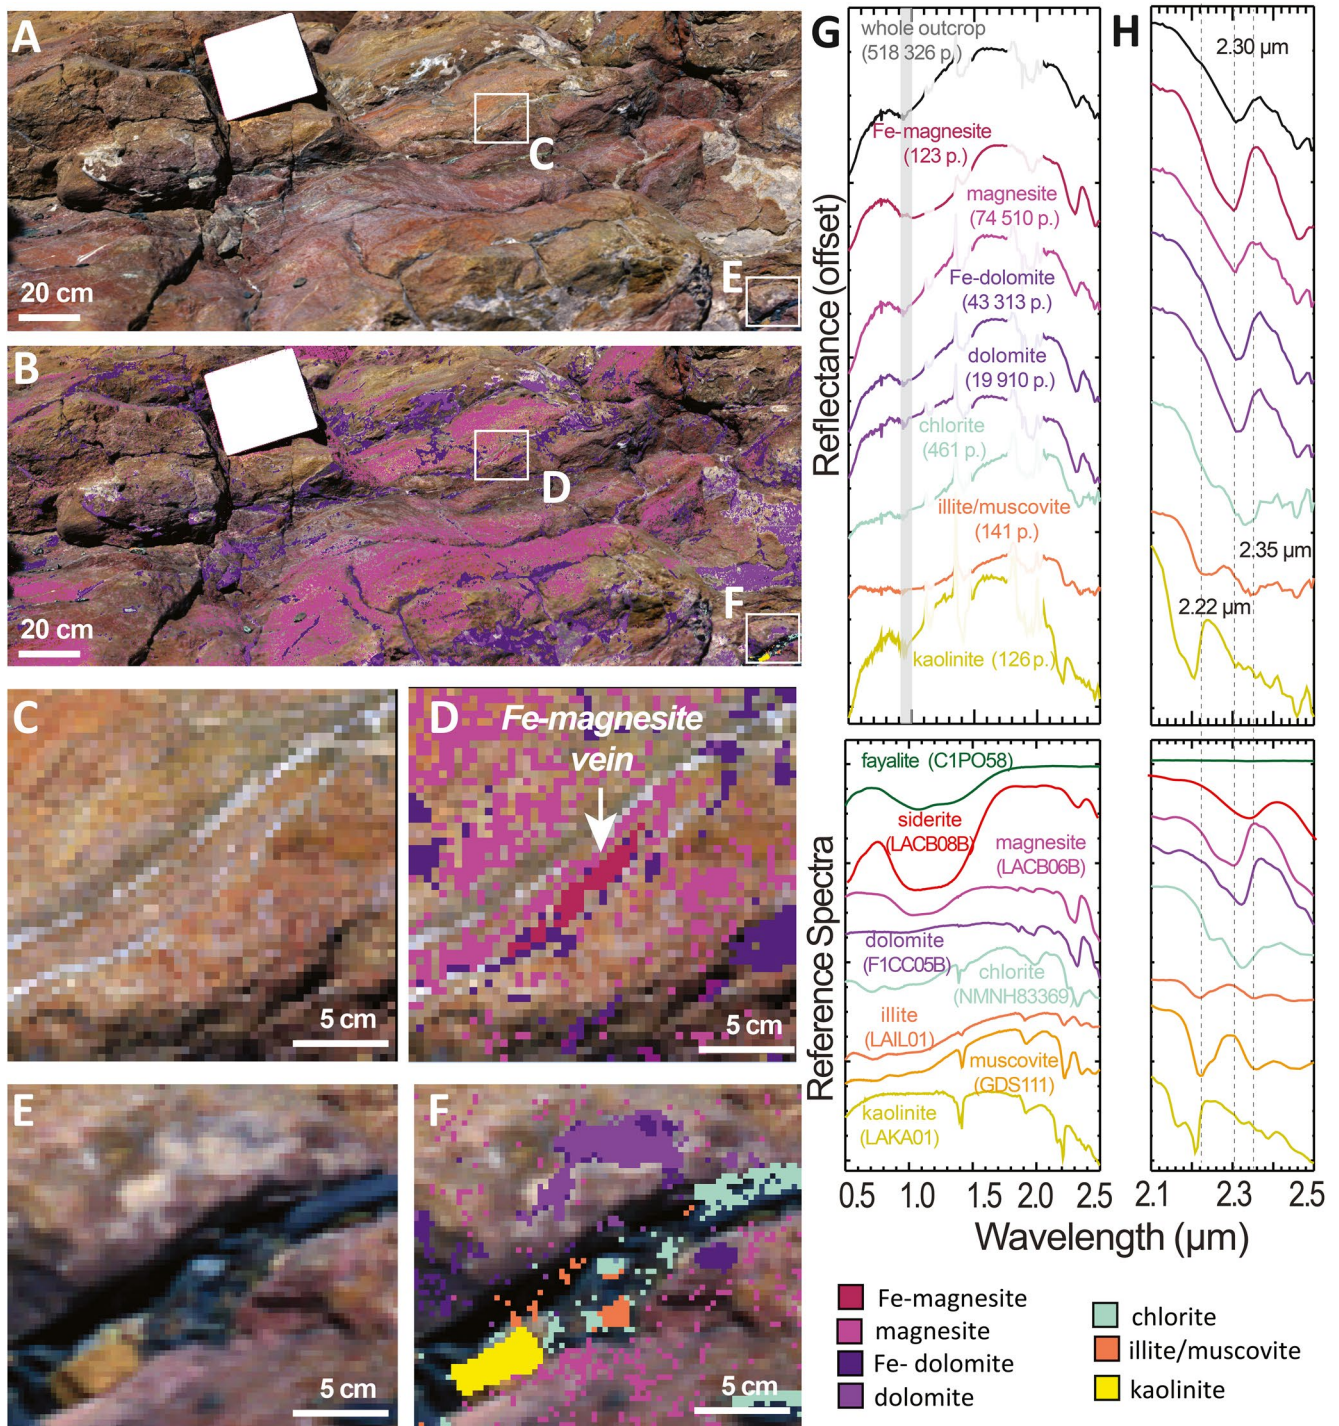 A
C
E
20 cm
B
D
F
20 cm
C
5 cm
D
Fe-magnesite
vein
5 cm
E
5 cm
F
5 cm
G
whole outcrop
(518 326 p.)
Fe-magnesite
(123 p.)
magnesite
(74 510 p.)
Fe-dolomite
(43 313 p.)
dolomite
(19 910 p.)
chlorite
(461 p.)
illite/muscovite
(141 p.)
kaolinite (126 p.)
Reflectance (offset)
H
2.30 µm
2.35 µm
2.22 µm
fayalite (C1PO58)
siderite
(LACB08B)
magnesite
(LACB06B)
dolomite
(F1CC05B)
chlorite
(NMNH83369)
illite
(LAIL01)
muscovite
(GDS111)
kaolinite
(LAKA01)
Reference Spectra
0.5 1.0 1.5 2.0 2.5
2.1 2.3 2.5
Wavelength (µm)
Fe-magnesite
magnesite
Fe- dolomite
dolomite
chlorite
illite/muscovite
kaolinite